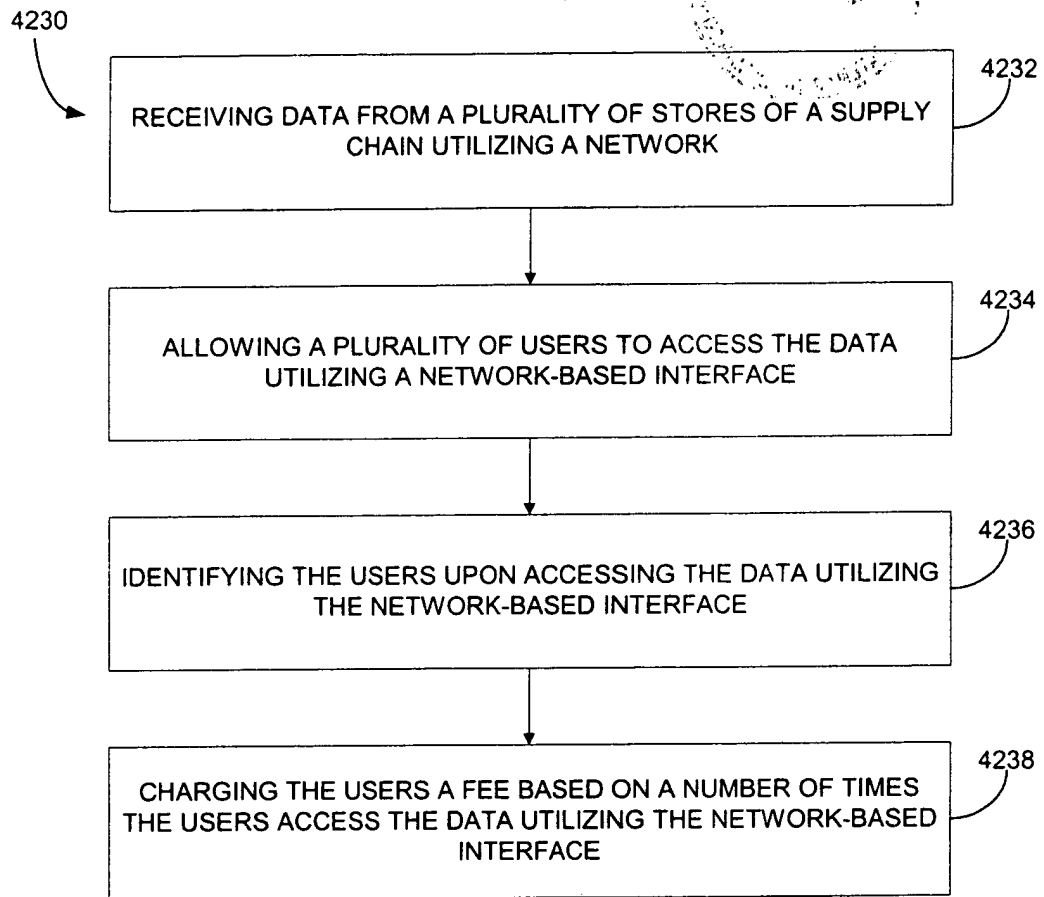 4230
4232
RECEIVING DATA FROM A PLURALITY OF STORES OF A SUPPLY
CHAIN UTILIZING A NETWORK
4234
ALLOWING A PLURALITY OF USERS TO ACCESS THE DATA
UTILIZING A NETWORK-BASED INTERFACE
4236
IDENTIFYING THE USERS UPON ACCESSING THE DATA UTILIZING
THE NETWORK-BASED INTERFACE
4238
CHARGING THE USERS A FEE BASED ON A NUMBER OF TIMES
THE USERS ACCESS THE DATA UTILIZING THE NETWORK-BASED
INTERFACE